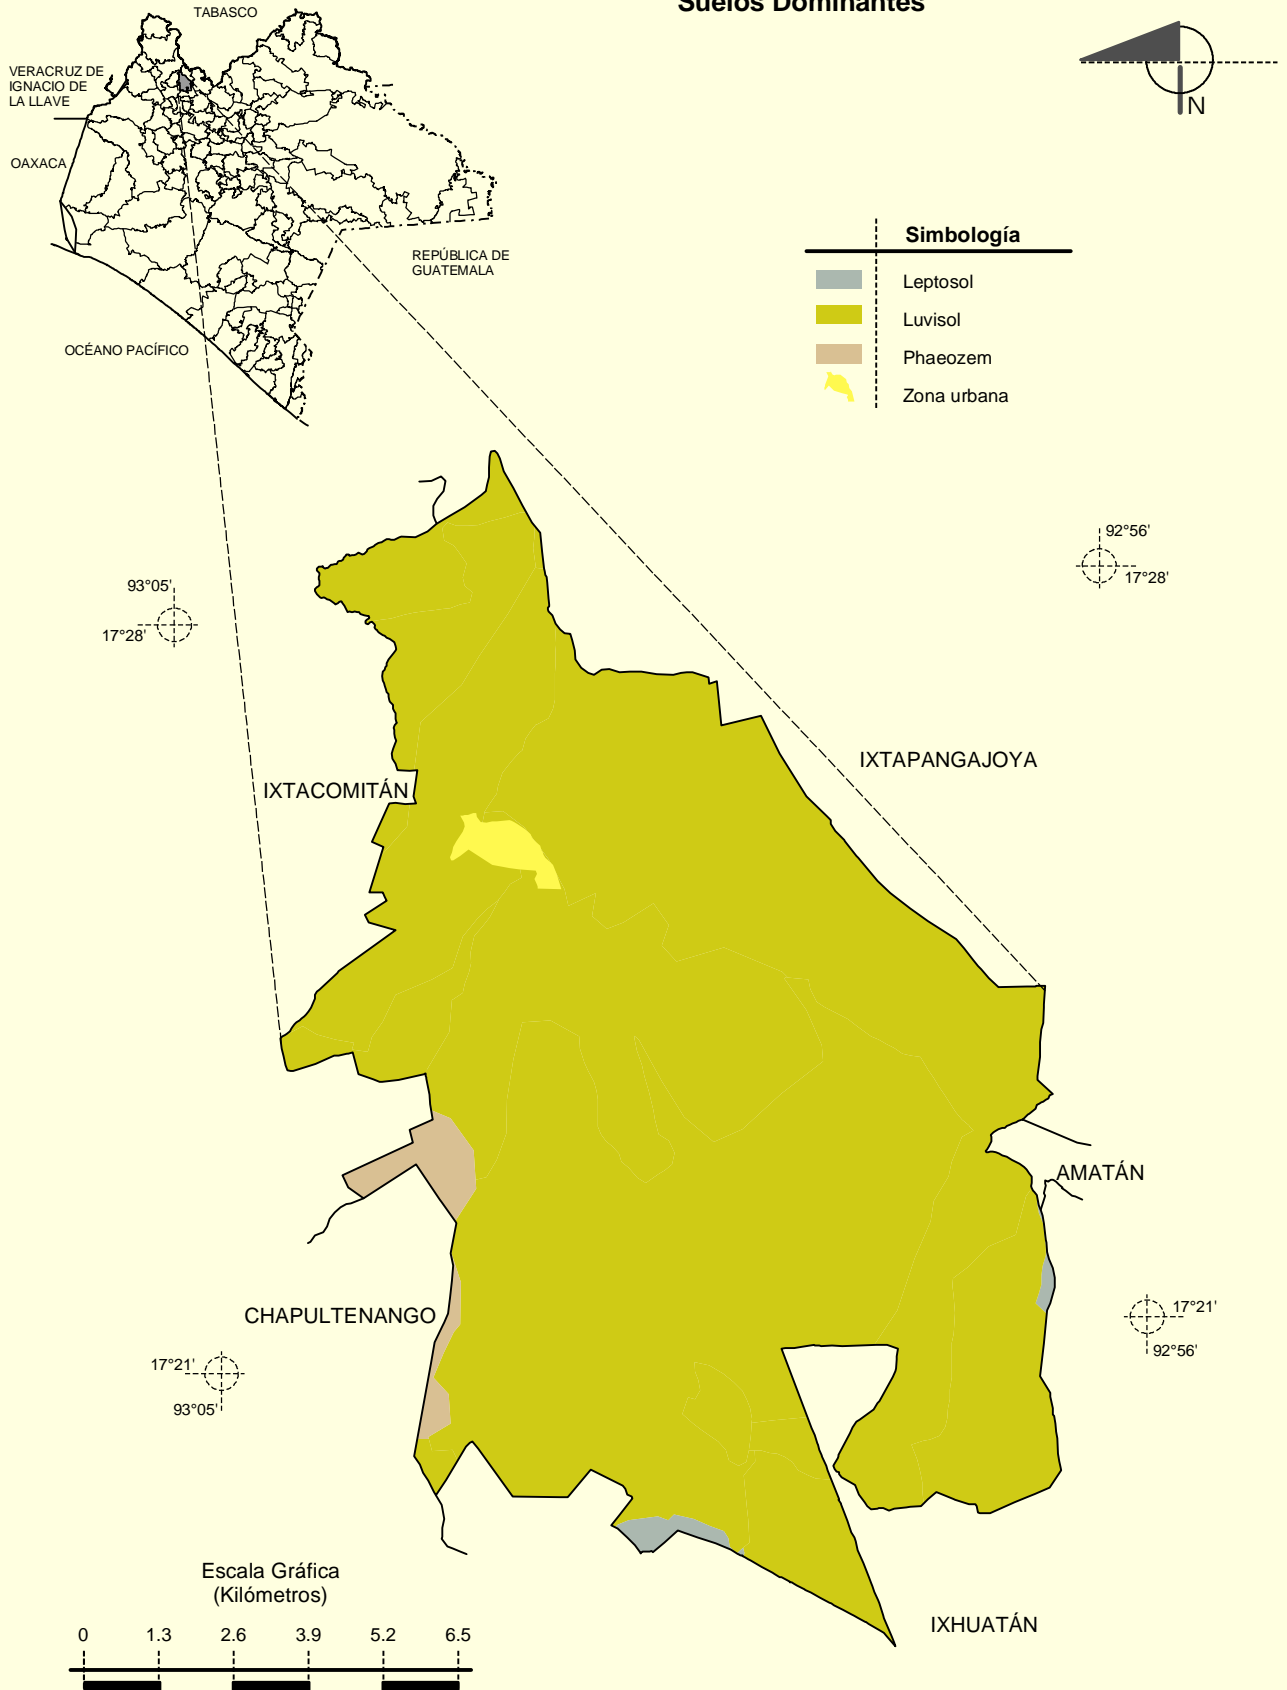 Suelos Dominantes
TABASCO
VERACRUZ DE
IGNACIO DE
LA LLAVE
OAXACA
REPÚBLICA DE
GUATEMALA
OCÉANO PACÍFICO
N
Simbología
Leptosol
Luvisol
Phaeozem
Zona urbana
92°56'
17°28'
93°05'
17°28'
IXTAPANGAJOYA
IXTACOMITÁN
AMATÁN
CHAPULTENANGO
17°21'
92°56'
17°21'
93°05'
IXHUATÁN
Escala Gráfica
(Kilómetros)
0 1.3 2.6 3.9 5.2 6.5